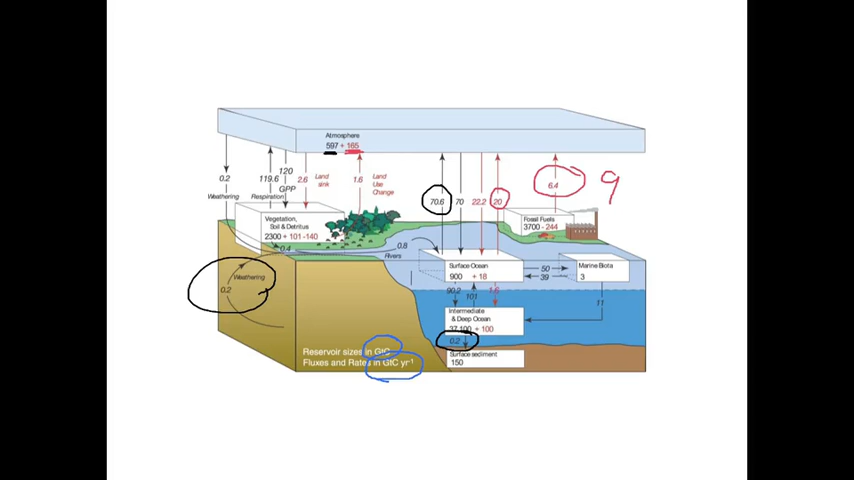 Atmosphere
597 + 165
0.2
Weathering
119.6
Respiration
120
GPP
2.6
Land
sink
1.6
Land
Use
Change
70.6
70
22.2
20
6.4
9
Vegetation,
Soil & Detritus
2300 + 101 -140
Fossil Fuels
3700 - 244
0.4
0.8
Rivers
Weathering
0.2
Surface Ocean
900 + 18
50
39
Marine Biota
3
90.2
101
1.6
11
Intermediate
& Deep Ocean
37,100 + 100
0.2
Surface sediment
150
Reservoir sizes in GtC
Fluxes and Rates in GtC yr⁻¹